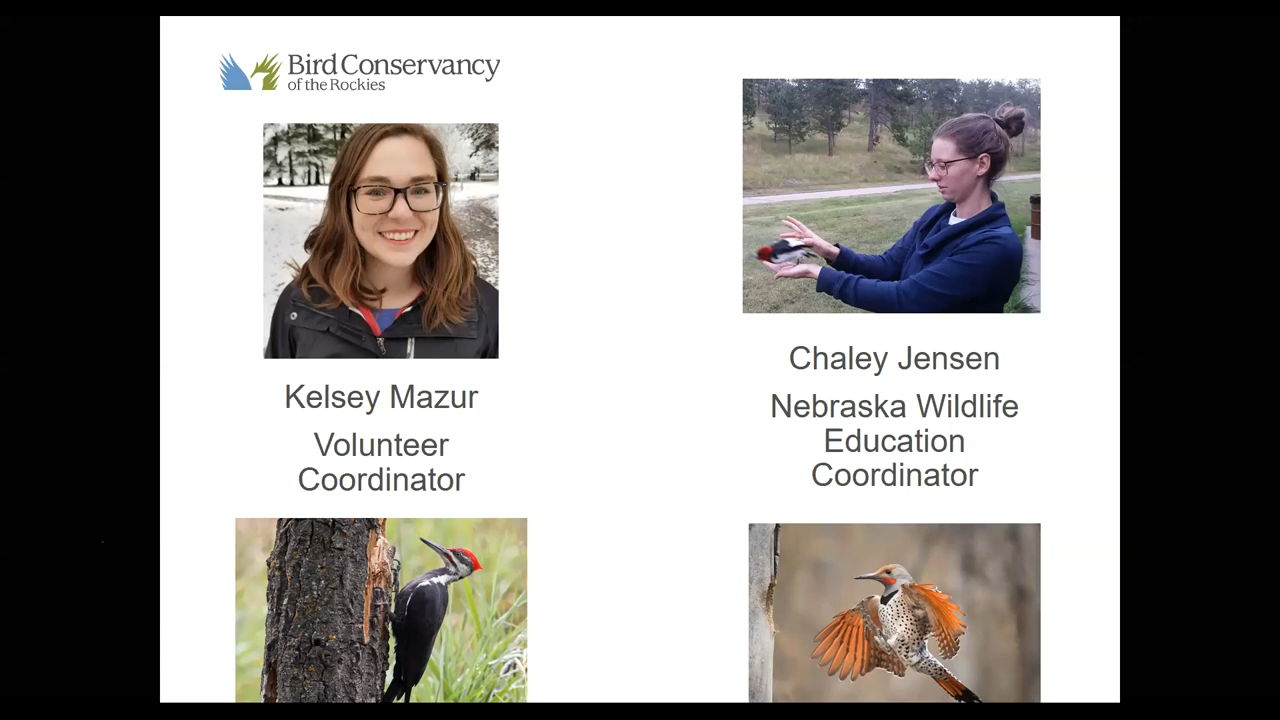 Bird Conservancy
of the Rockies
Kelsey Mazur
Volunteer
Coordinator
Chaley Jensen
Nebraska Wildlife
Education
Coordinator